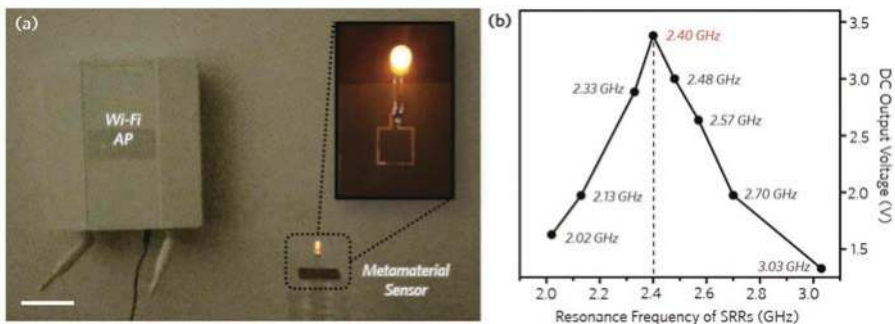 (a)
Wi-Fi
AP
Metamaterial
Sensor
(b)
2.40 GHz
2.33 GHz
2.48 GHz
2.57 GHz
2.13 GHz
2.70 GHz
2.02 GHz
3.03 GHz
3.5
3.0
2.5
2.0
1.5
DC Output Voltage (V)
2.0 2.2 2.4 2.6 2.8 3.0
Resonance Frequency of SRRs (GHz)